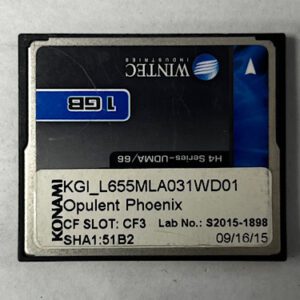 WINTEC
INDUSTRIES
1 GB
H4 Series-UDMA/66
KONAMI
KGI_L655MLA031WD01
Opulent Phoenix
CF SLOT: CF3 Lab No.: S2015-1898
SHA1:51B2 09/16/15